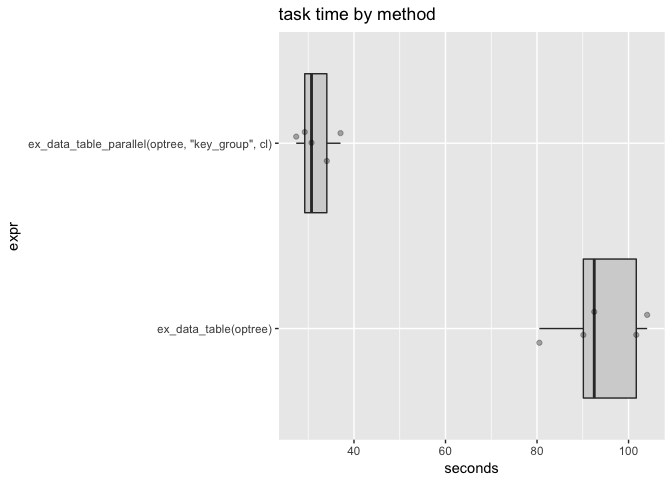 task time by method
ex_data_table_parallel(optree, "key_group", cl)
expr
ex_data_table(optree)
40
60
80
100
seconds